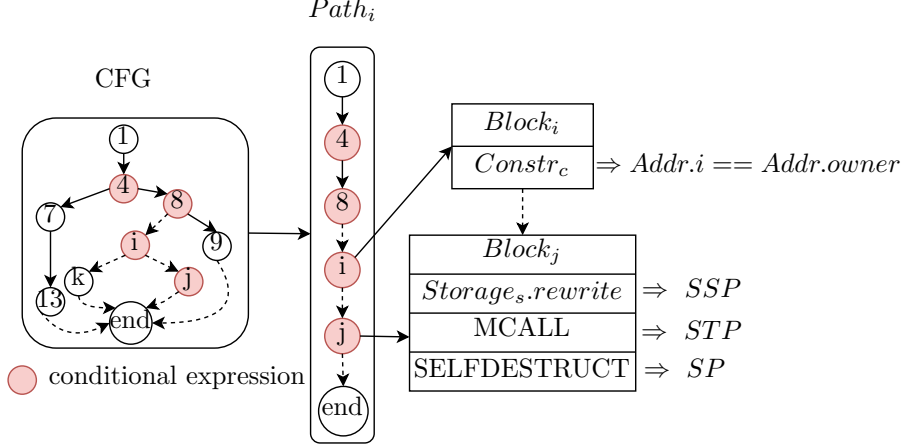 Path_i
CFG
1
4
8
7
i
9
k
j
13
end
conditional expression
1
4
8
i
j
end
Block_i
Constr_c ⇒ Addr.i == Addr.owner
Block_j
Storage_s.rewrite ⇒ SSP
MCALL ⇒ STP
SELFDESTRUCT ⇒ SP